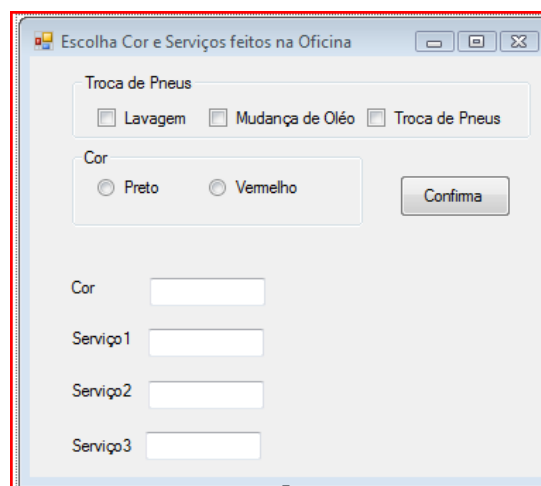 Escolha Cor e Serviços feitos na Oficina
Troca de Pneus
Lavagem Mudança de Oléo Troca de Pneus
Cor
Preto Vermelho
Confirma
Cor
Serviço1
Serviço2
Serviço3